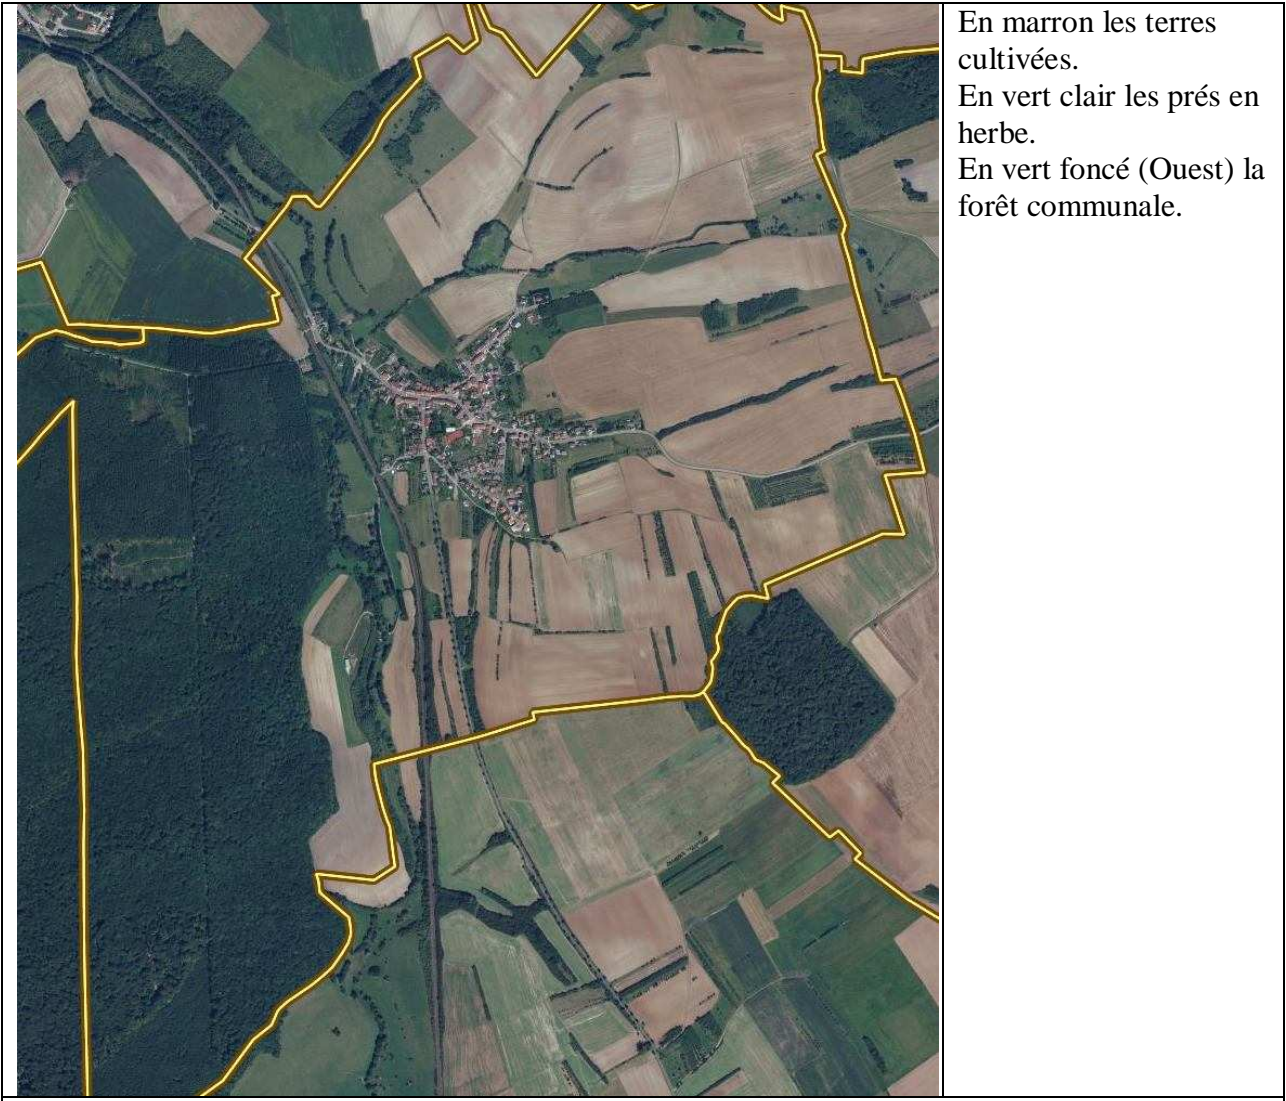 En marron les terres
cultivées.
En vert clair les prés en
herbe.
En vert foncé (Ouest) la
forêt communale.